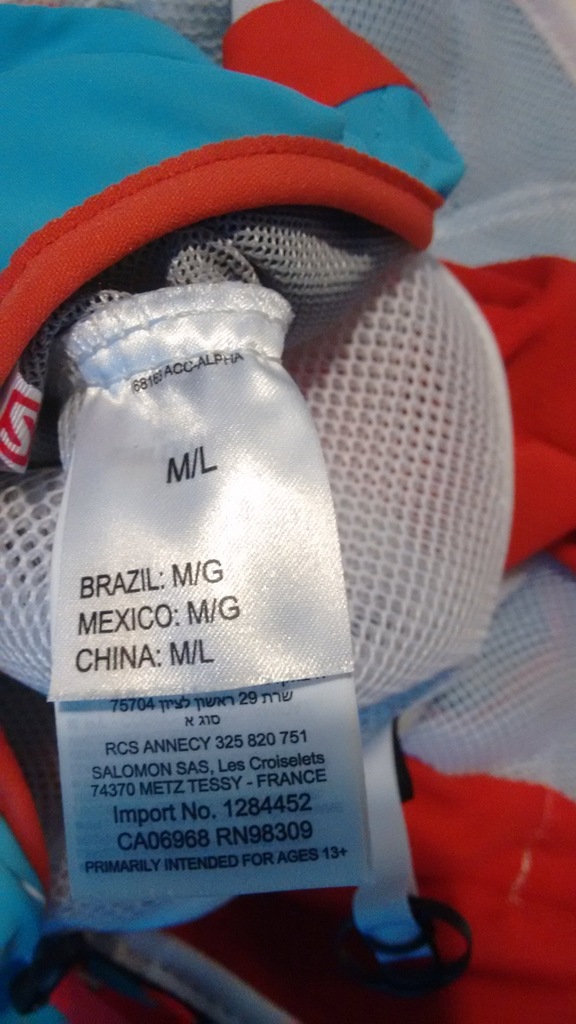 ACC-ALPHA
M/L
BRAZIL: M/G
MEXICO: M/G
CHINA: M/L
שרת 29 ראשון לציון 75704
סוג א
RCS ANNECY 325 820 751
SALOMON SAS, Les Croiselets
74370 METZ TESSY - FRANCE
Import No. 1284452
CA06968 RN98309
PRIMARILY INTENDED FOR AGES 13+